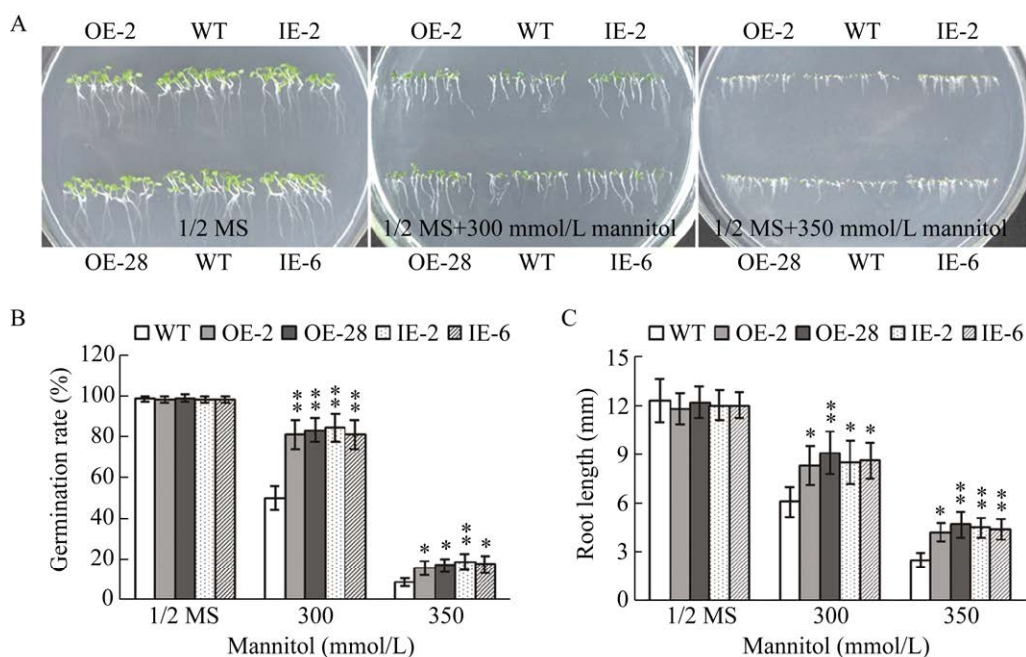 A
OE-2 WT IE-2 OE-2 WT IE-2 OE-2 WT IE-2
1/2 MS 1/2 MS+300 mmol/L mannitol 1/2 MS+350 mmol/L mannitol
OE-28 WT IE-6 OE-28 WT IE-6 OE-28 WT IE-6
B
WT OE-2 OE-28 IE-2 IE-6
Germination rate (%)
120
100
80
60
40
20
0
** ** ** **
* * ** *
1/2 MS 300 350
Mannitol (mmol/L)
C
WT OE-2 OE-28 IE-2 IE-6
Root length (mm)
15
12
9
6
3
0
* ** * *
* ** ** **
1/2 MS 300 350
Mannitol (mmol/L)